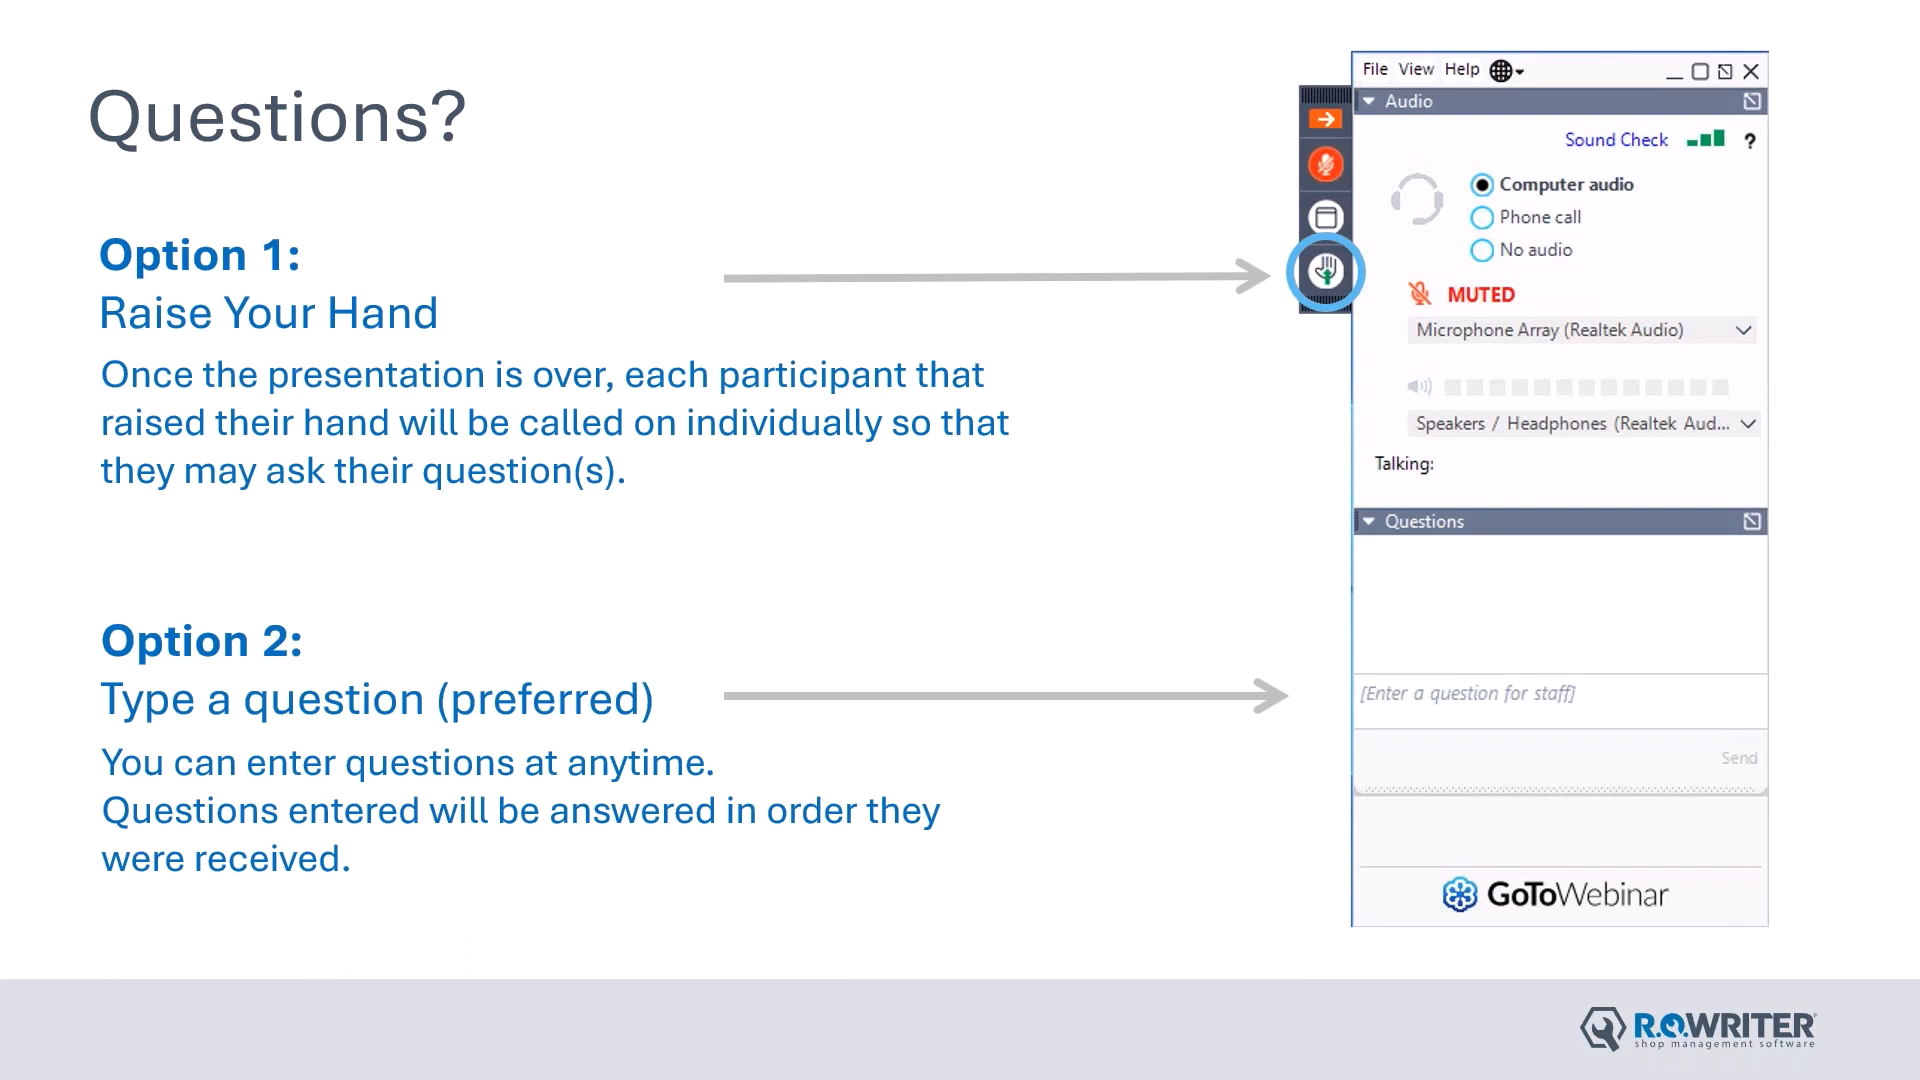 Questions?
Option 1:
Raise Your Hand
Once the presentation is over, each participant that
raised their hand will be called on individually so that
they may ask their question(s).
Option 2:
Type a question (preferred)
You can enter questions at anytime.
Questions entered will be answered in order they
were received.
File View Help
Audio
Sound Check ?
Computer audio
Phone call
No audio
MUTED
Microphone Array (Realtek Audio)
Speakers / Headphones (Realtek Aud...
Talking:
Questions
[Enter a question for staff]
Send
GoToWebinar
R.O.WRITER
shop management software